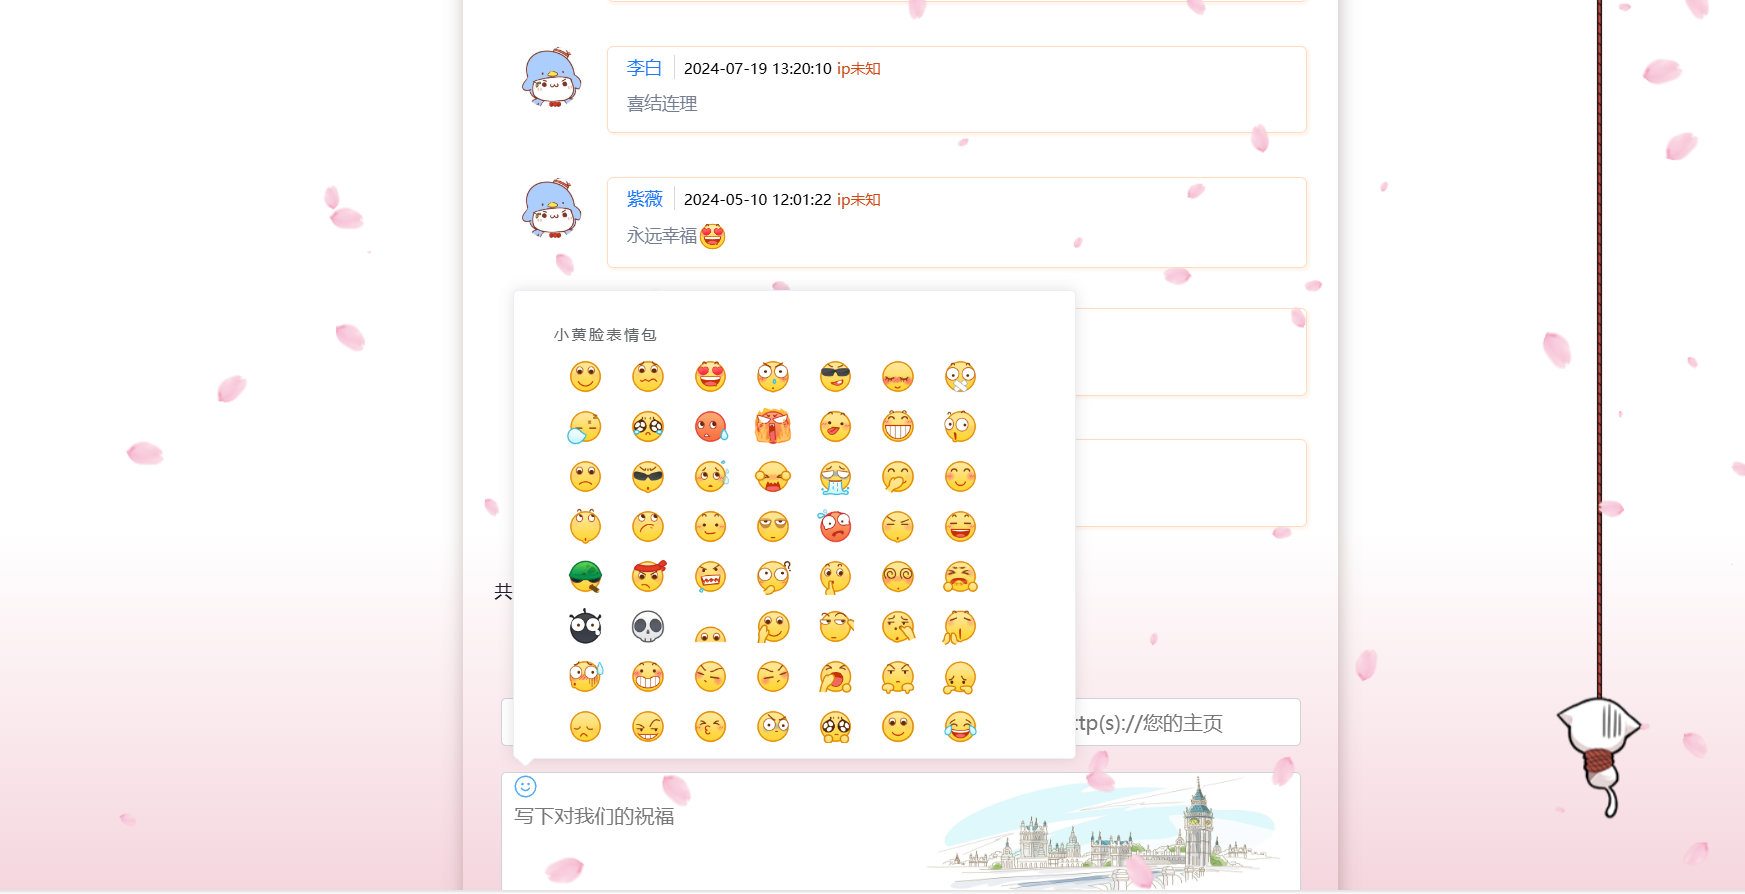 李白 2024-07-19 13:20:10 ip未知
喜结连理
紫薇 2024-05-10 12:01:22 ip未知
永远幸福
小黄脸表情包
共
tp(s)://您的主页
写下对我们的祝福